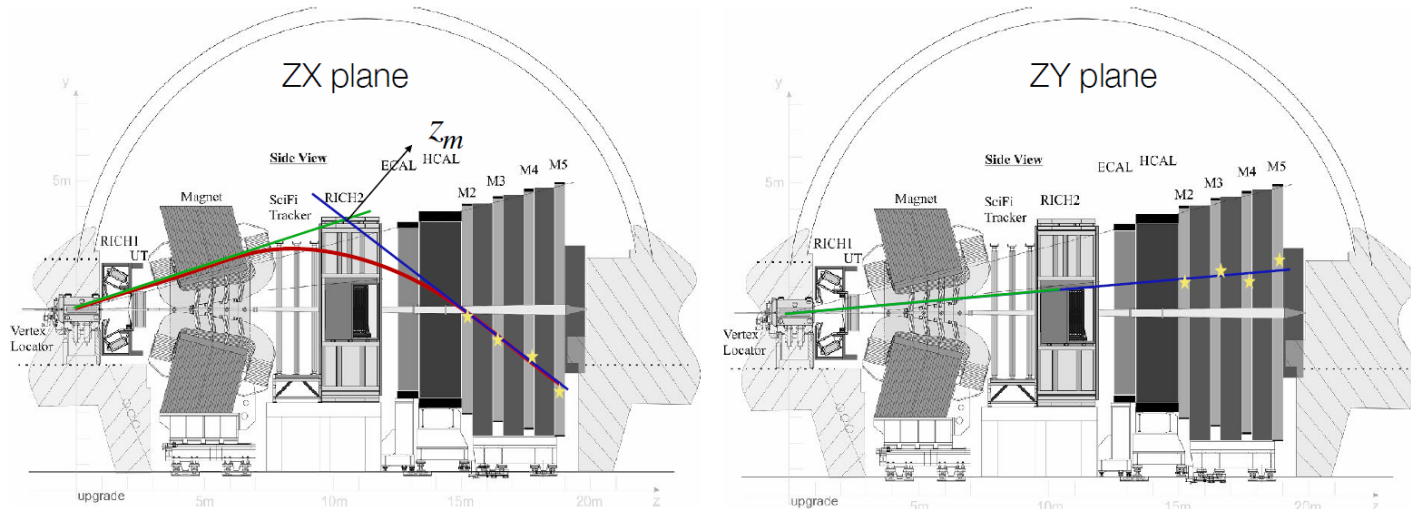 ZX plane
y
z_m
Side View
ECAL
HCAL
5m
M5
M4
M3
M2
Magnet
SciFi
Tracker
RICH2
RICH1
UT
Vertex
Locator
upgrade
5m
10m
15m
20m
z
ZY plane
y
Side View
ECAL
HCAL
5m
M5
M4
M3
M2
Magnet
SciFi
Tracker
RICH2
RICH1
UT
Vertex
Locator
upgrade
5m
10m
15m
20m
z